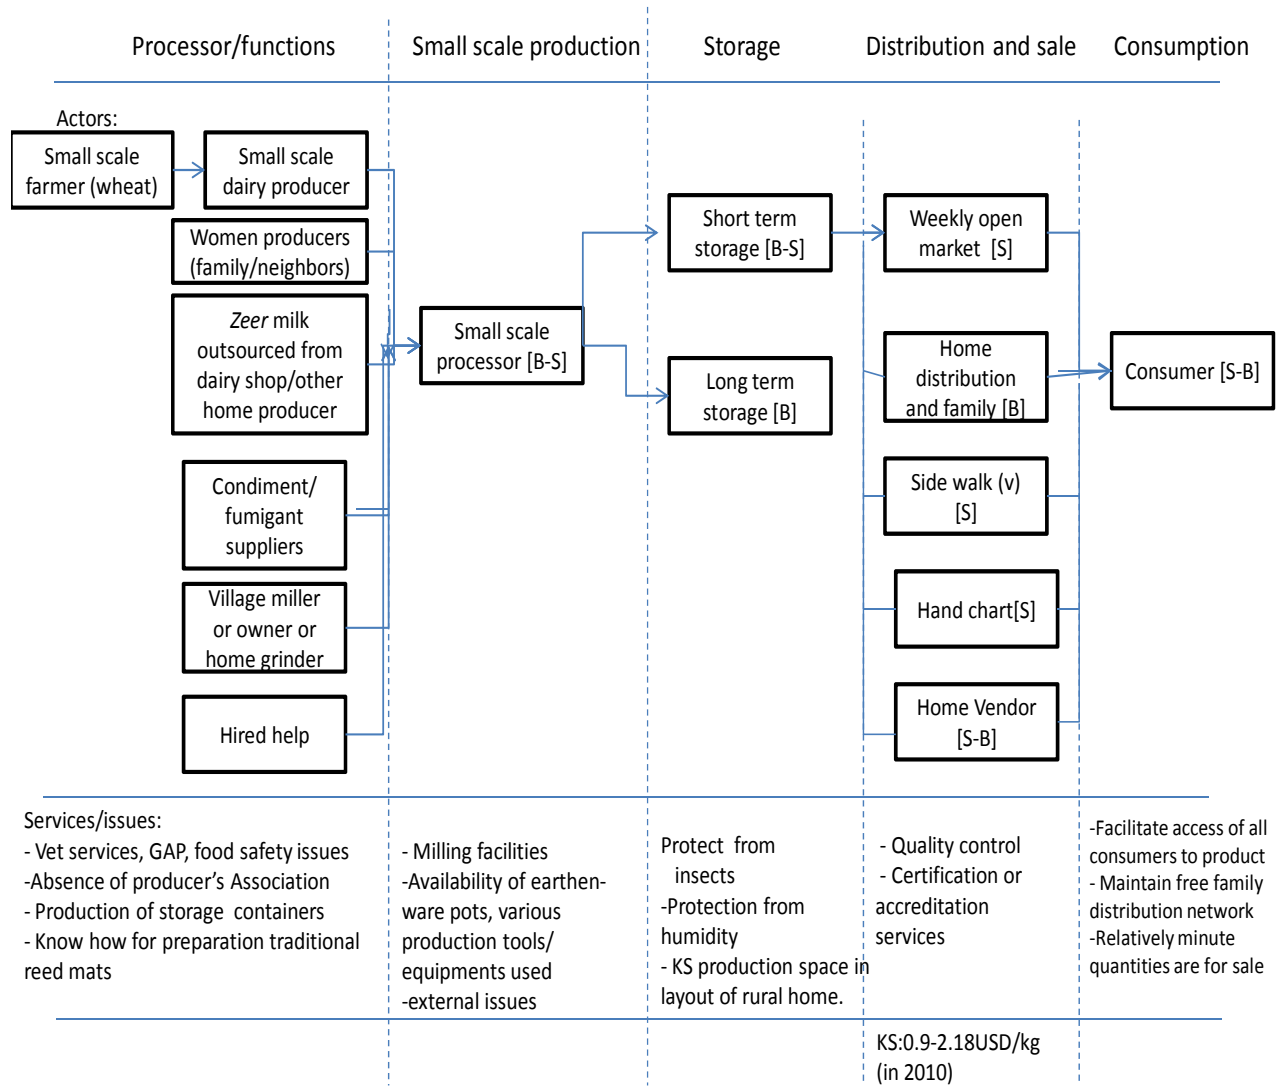 Processor/functions
Small scale production
Storage
Distribution and sale
Consumption
Actors:
Small scale
farmer (wheat)
Small scale
dairy producer
Women producers
(family/neighbors)
Zeer milk
outsourced from
dairy shop/other
home producer
Condiment/
fumigant
suppliers
Village miller
or owner or
home grinder
Hired help
Small scale
processor [B-S]
Short term
storage [B-S]
Long term
storage [B]
Weekly open
market [S]
Home
distribution
and family [B]
Side walk (v)
[S]
Hand chart[S]
Home Vendor
[S-B]
Consumer [S-B]
Services/issues:
- Vet services, GAP, food safety issues
-Absence of producer’s Association
- Production of storage containers
- Know how for preparation traditional
reed mats
- Milling facilities
-Availability of earthen-
ware pots, various
production tools/
equipments used
-external issues
Protect from
insects
-Protection from
humidity
- KS production space in
layout of rural home.
- Quality control
- Certification or
accreditation
services
-Facilitate access of all
consumers to product
- Maintain free family
distribution network
-Relatively minute
quantities are for sale
KS:0.9-2.18USD/kg
(in 2010)